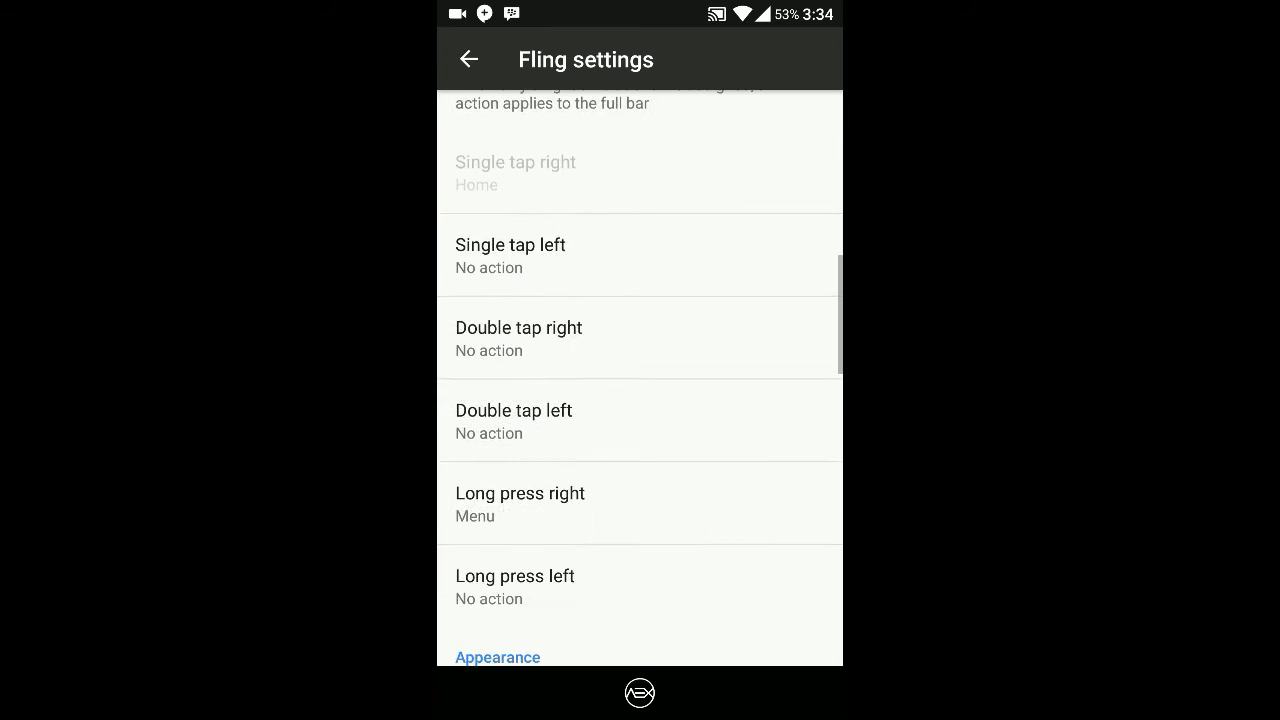 53% 3:34
Fling settings
action applies to the full bar
Single tap right
Home
Single tap left
No action
Double tap right
No action
Double tap left
No action
Long press right
Menu
Long press left
No action
Appearance
AEX